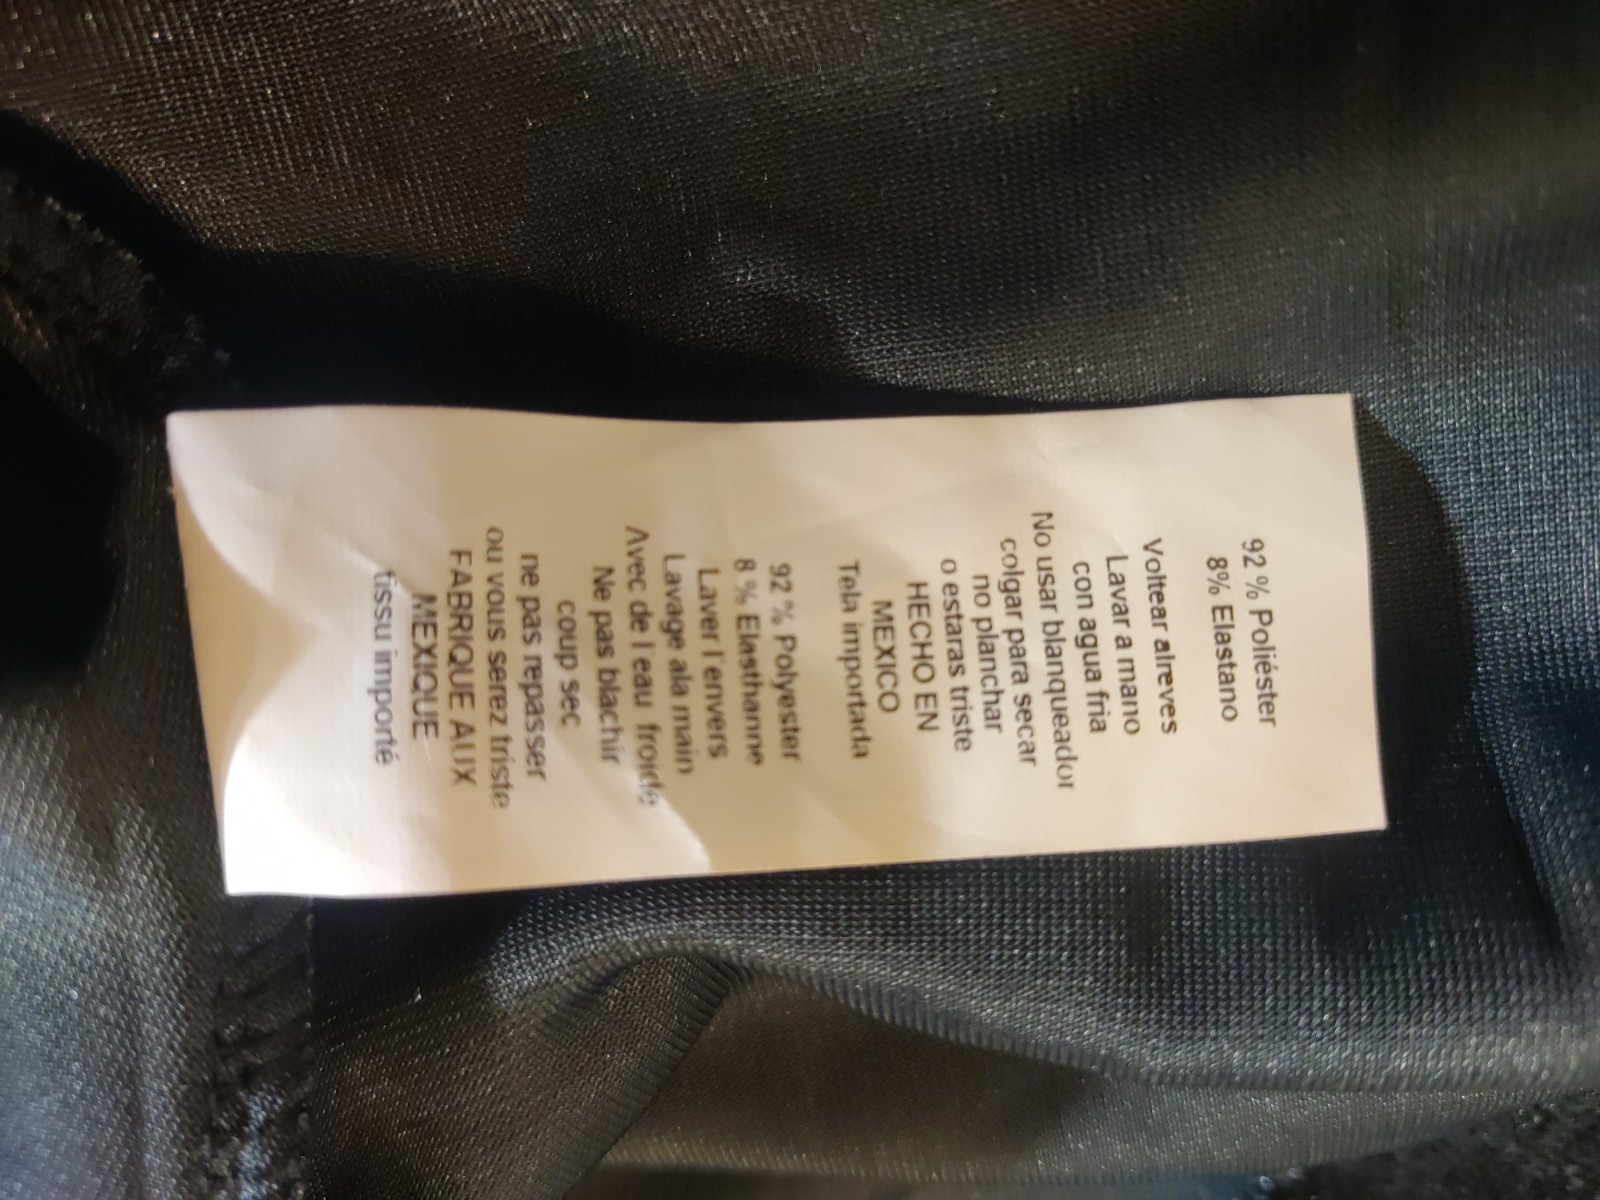 92 % Poliéster
8% Elastano
Voltear alreves
Lavar a mano
con agua fria
No usar blanqueador
colgar para secar
no planchar
o estaras triste
HECHO EN
MEXICO
Tela importada
92 % Polyester
8 % Elasthanne
Laver l'envers
Lavage ala main
Avec de l eau froide
Ne pas blachir
coup sec
ne pas repasser
ou vous serez triste
FABRIQUE AUX
MEXIQUE
tissu importé